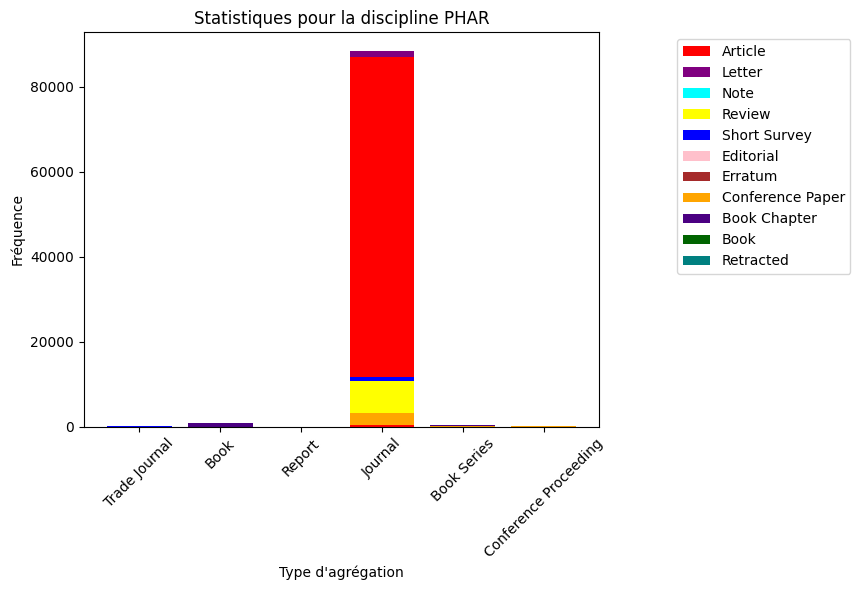 Statistiques pour la discipline PHAR
Fréquence
80000
60000
40000
20000
0
Trade Journal
Book
Report
Journal
Book Series
Conference Proceeding
Type d'agrégation
Article
Letter
Note
Review
Short Survey
Editorial
Erratum
Conference Paper
Book Chapter
Book
Retracted